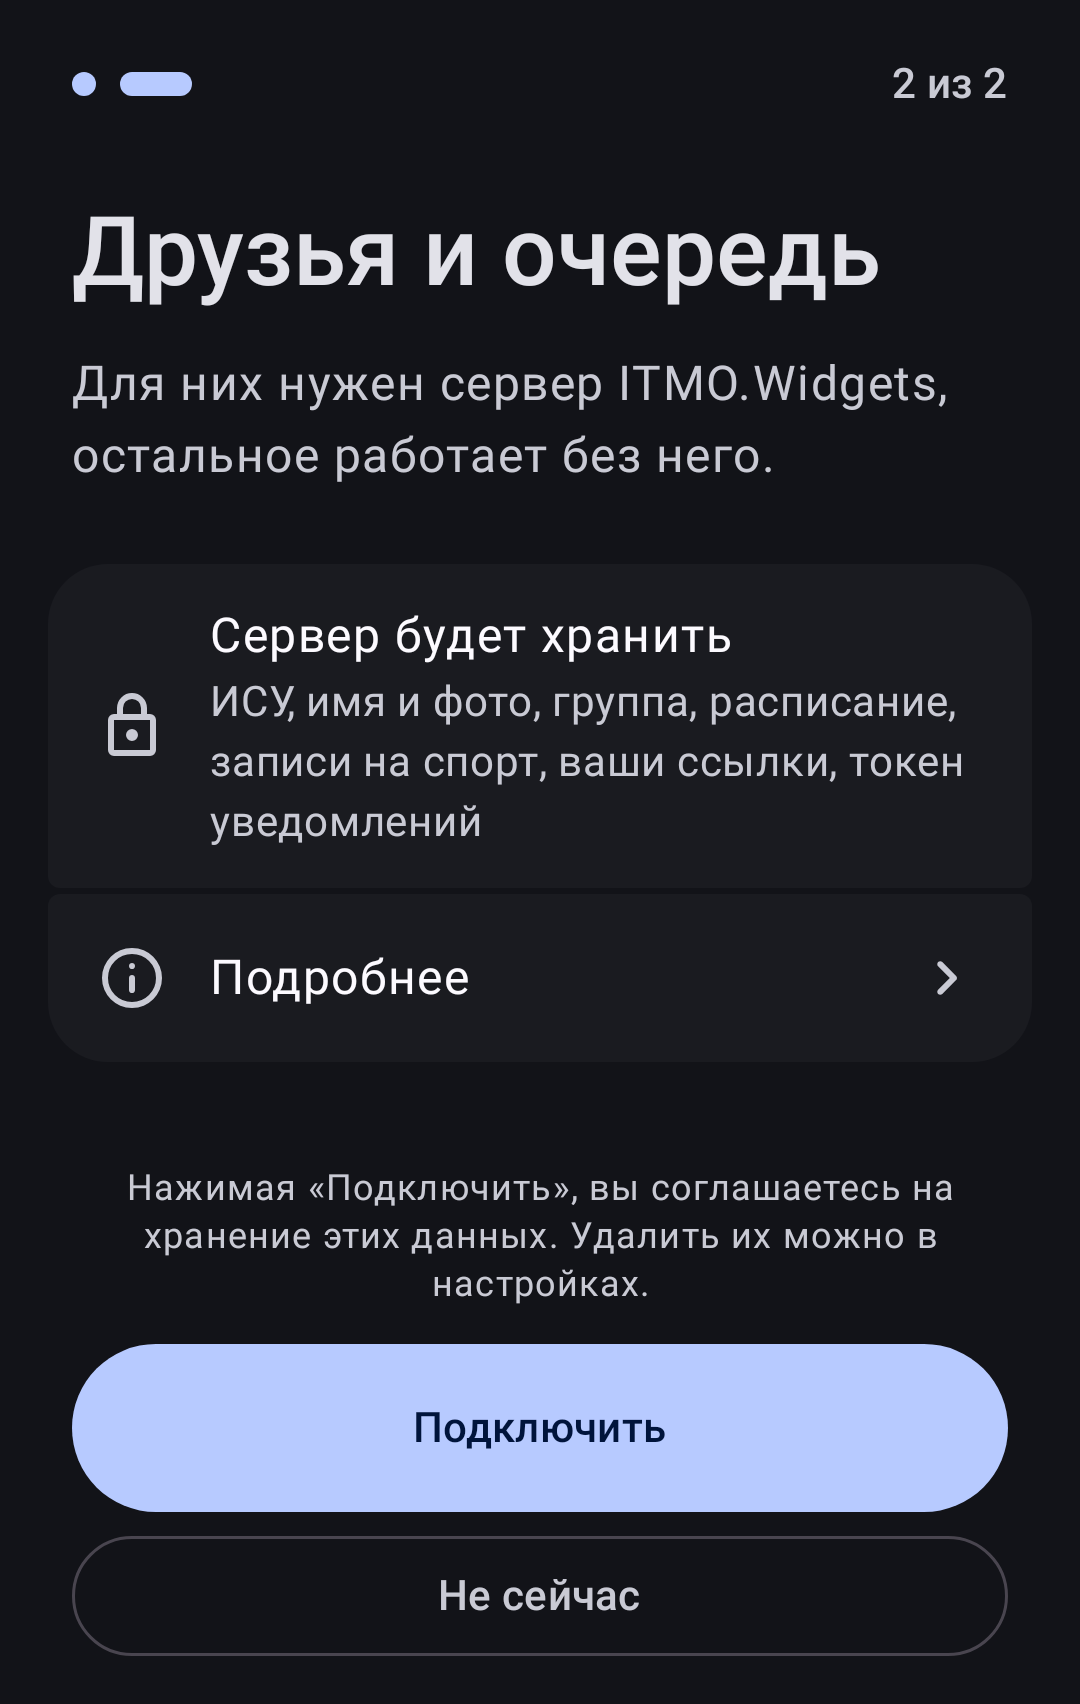 2 из 2
Друзья и очередь
Для них нужен сервер ITMO.Widgets,
остальное работает без него.
Сервер будет хранить
ИСУ, имя и фото, группа, расписание,
записи на спорт, ваши ссылки, токен
уведомлений
Подробнее
Нажимая «Подключить», вы соглашаетесь на
хранение этих данных. Удалить их можно в
настройках.
Подключить
Не сейчас